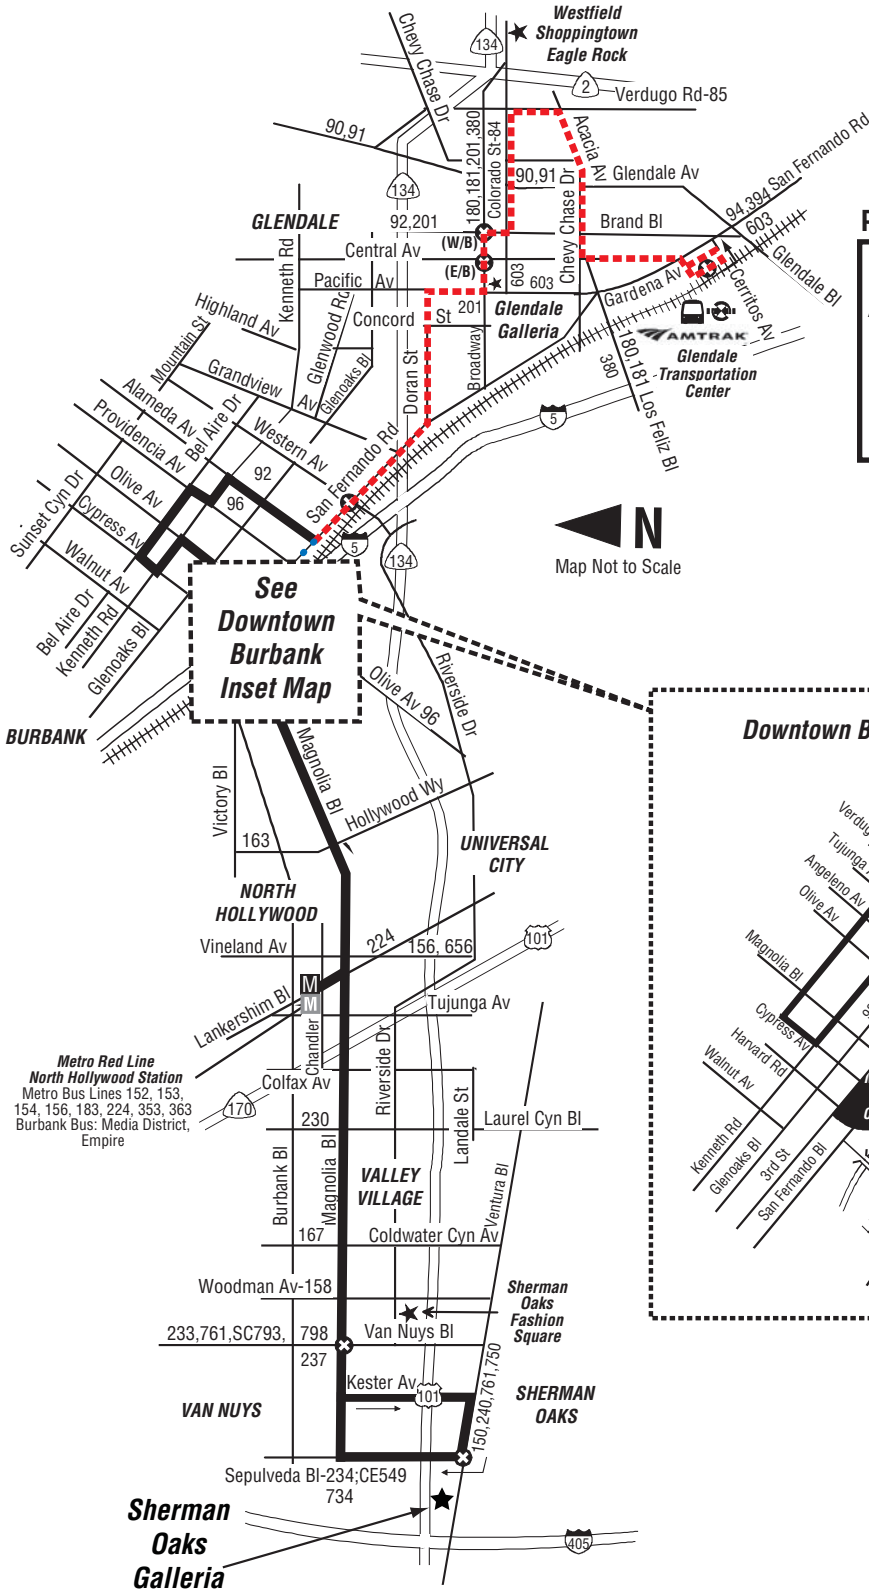 Westfield
Shoppingtown
Eagle Rock
Chevy Chase Dr
134
2
Verdugo Rd-85
180,181,201,380
Colorado St-84
Acacia Av
90,91
134
90,91
Glendale Av
94,394 San Fernando Rd
GLENDALE
92,201
Brand Bl
603
(W/B)
Central Av
(E/B)
Kenneth Rd
Chevy Chase Dr
Pacific Av
603
603
Gardena Av
Glendale Bl
Cerritos Av
Highland Av
Glenwood Rd
Concord St
201
Glendale
Galleria
AMTRAK
Glendale
Transportation
Center
Mountain St
Grandview Av
Glenoaks Bl
Doran St
Broadway
380
180,181 Los Feliz Bl
Alameda Av
Bel Aire Dr
Western Av
5
Providencia Av
92
San Fernando Rd
Olive Av
96
Sunset Cyn Dr
Cypress Av
N
Map Not to Scale
Walnut Av
5
134
See
Downtown
Burbank
Inset Map
Bel Aire Dr
Kenneth Rd
Glenoaks Bl
Riverside Dr
Olive Av 96
BURBANK
Downtown B
Magnolia Bl
Victory Bl
Hollywood Wy
163
UNIVERSAL
CITY
Verdugo
Tujunga A
Angeleno Av
Olive Av
NORTH
HOLLYWOOD
224
Vineland Av
156, 656
101
Magnolia Bl
M
M
Lankershim Bl
Tujunga Av
Cypress Av
Chandler
Riverside Dr
Harvard Rd
Metro Red Line
North Hollywood Station
Metro Bus Lines 152, 153,
154, 156, 183, 224, 353, 363
Burbank Bus: Media District,
Empire
Walnut Av
Colfax Av
170
230
Landale St
Laurel Cyn Bl
Kenneth Rd
Glenoaks Bl
3rd St
San Fernando Bl
Burbank Bl
Magnolia Bl
VALLEY
VILLAGE
Ventura Bl
167
Coldwater Cyn Av
Woodman Av-158
Sherman
Oaks
Fashion
Square
233,761,SC793,
798
Van Nuys Bl
237
Kester Av
101
150,240,761,750
VAN NUYS
SHERMAN
OAKS
Sepulveda Bl-234;CE549
734
Sherman
Oaks
Galleria
405